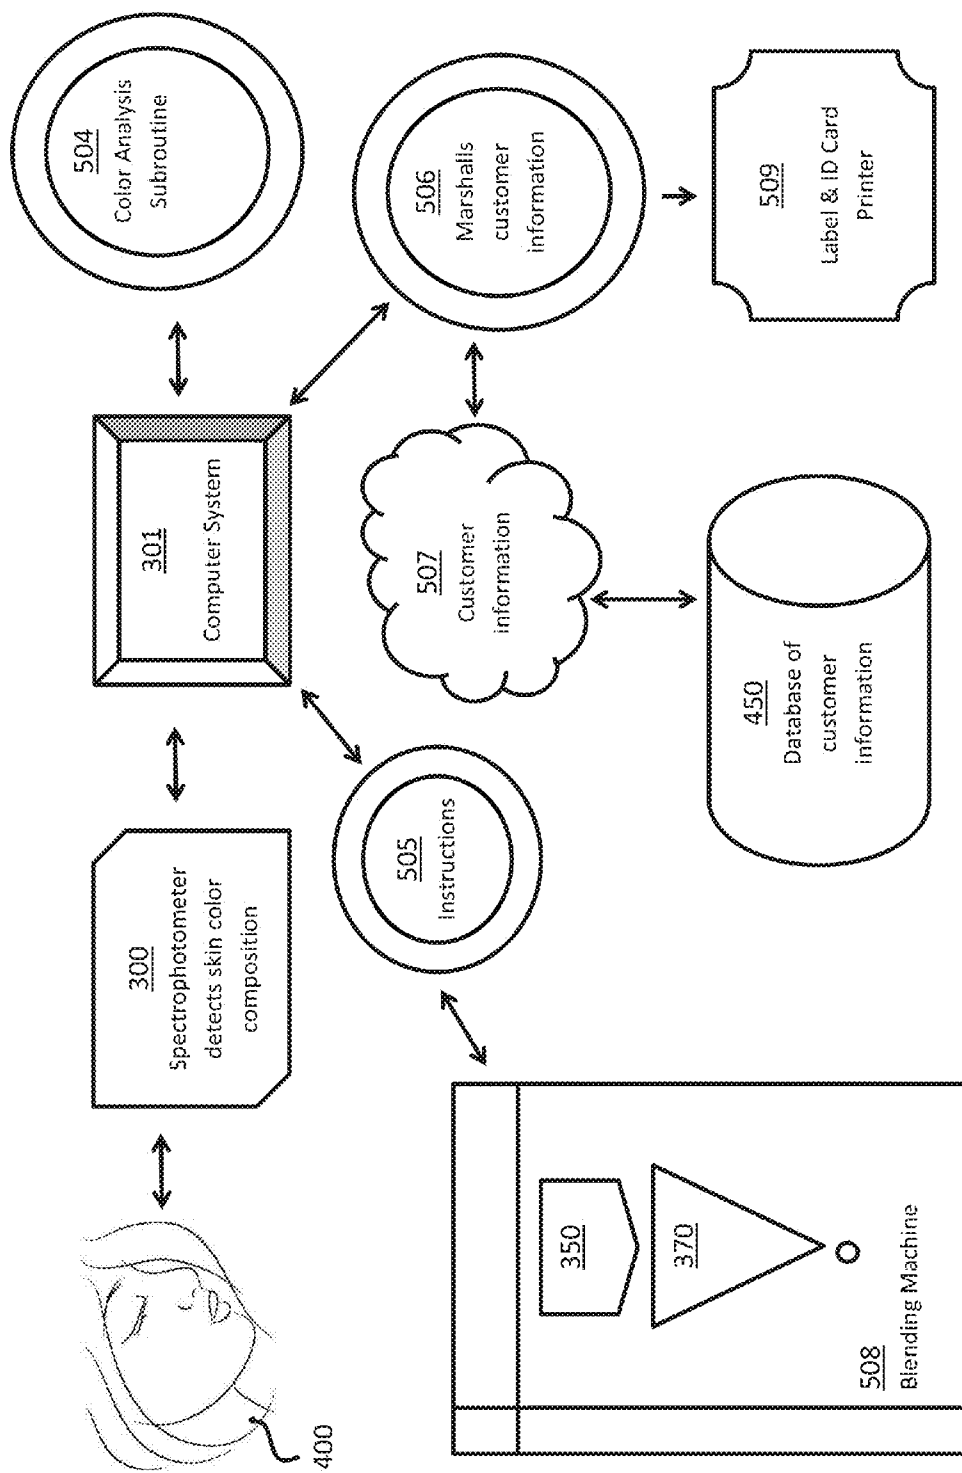 400
300
Spectrophotometer
detects skin color
composition
301
Computer System
504
Color Analysis
Subroutine
505
Instructions
507
Customer
information
506
Marshalls
customer
information
350
370
508
Blending Machine
450
Database of
customer
information
509
Label & ID Card
Printer